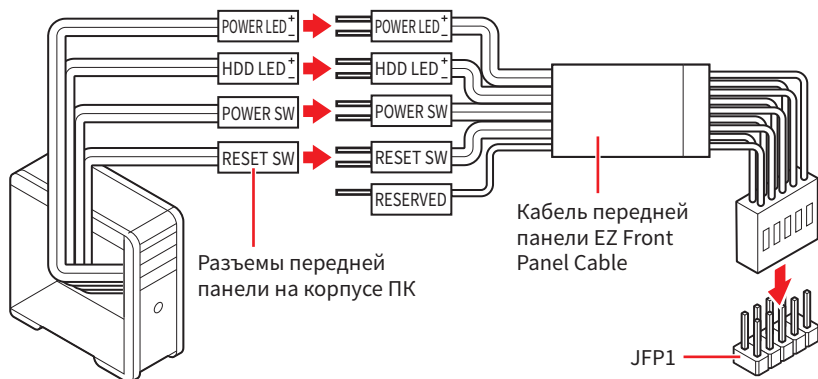 POWER LED + − POWER LED + −
HDD LED + − HDD LED + −
POWER SW POWER SW
RESET SW RESET SW
RESERVED
Разъемы передней
панели на корпусе ПК
Кабель передней
панели EZ Front
Panel Cable
JFP1